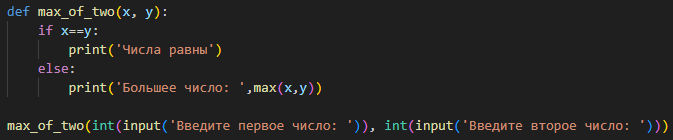 def max_of_two(x, y):
    if x==y:
        print('Числа равны')
    else:
        print('Большее число: ',max(x,y))

max_of_two(int(input('Введите первое число: ')), int(input('Введите второе число: ')))